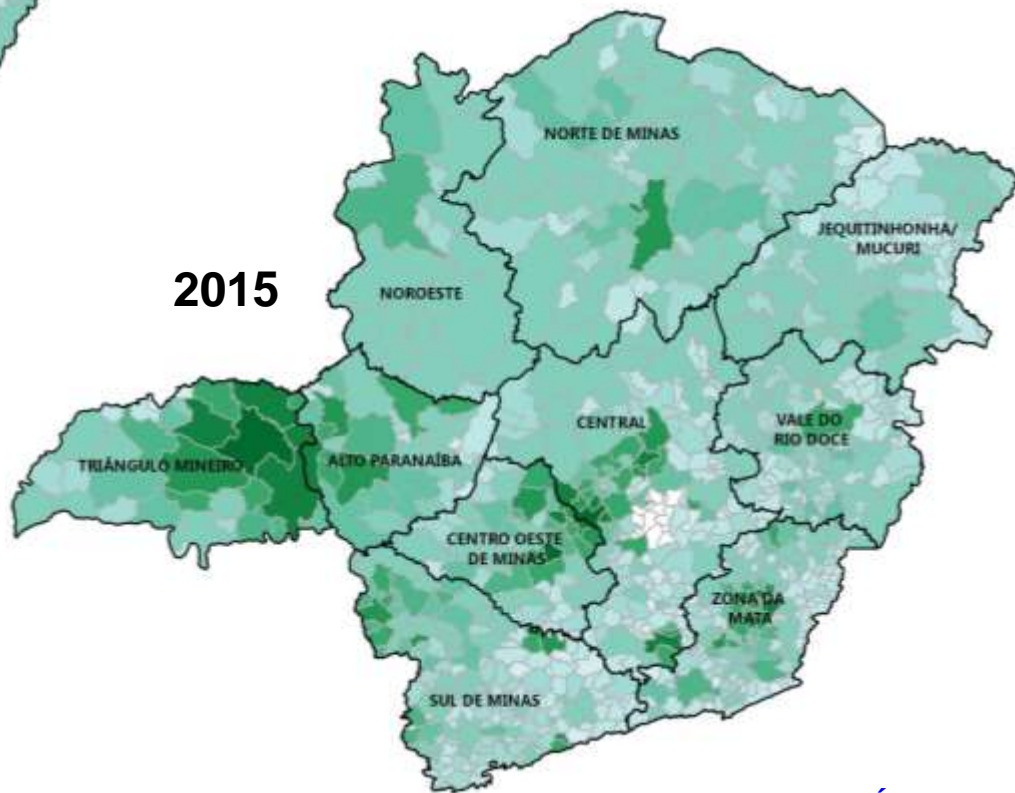 NORTE DE MINAS
JEQUITINHONHA/
MUCURI
2015
NOROESTE
CENTRAL
VALE DO
RIO DOCE
TRIÂNGULO MINEIRO
ALTO PARANAÍBA
CENTRO OESTE
DE MINAS
ZONA DA
MATA
SUL DE MINAS